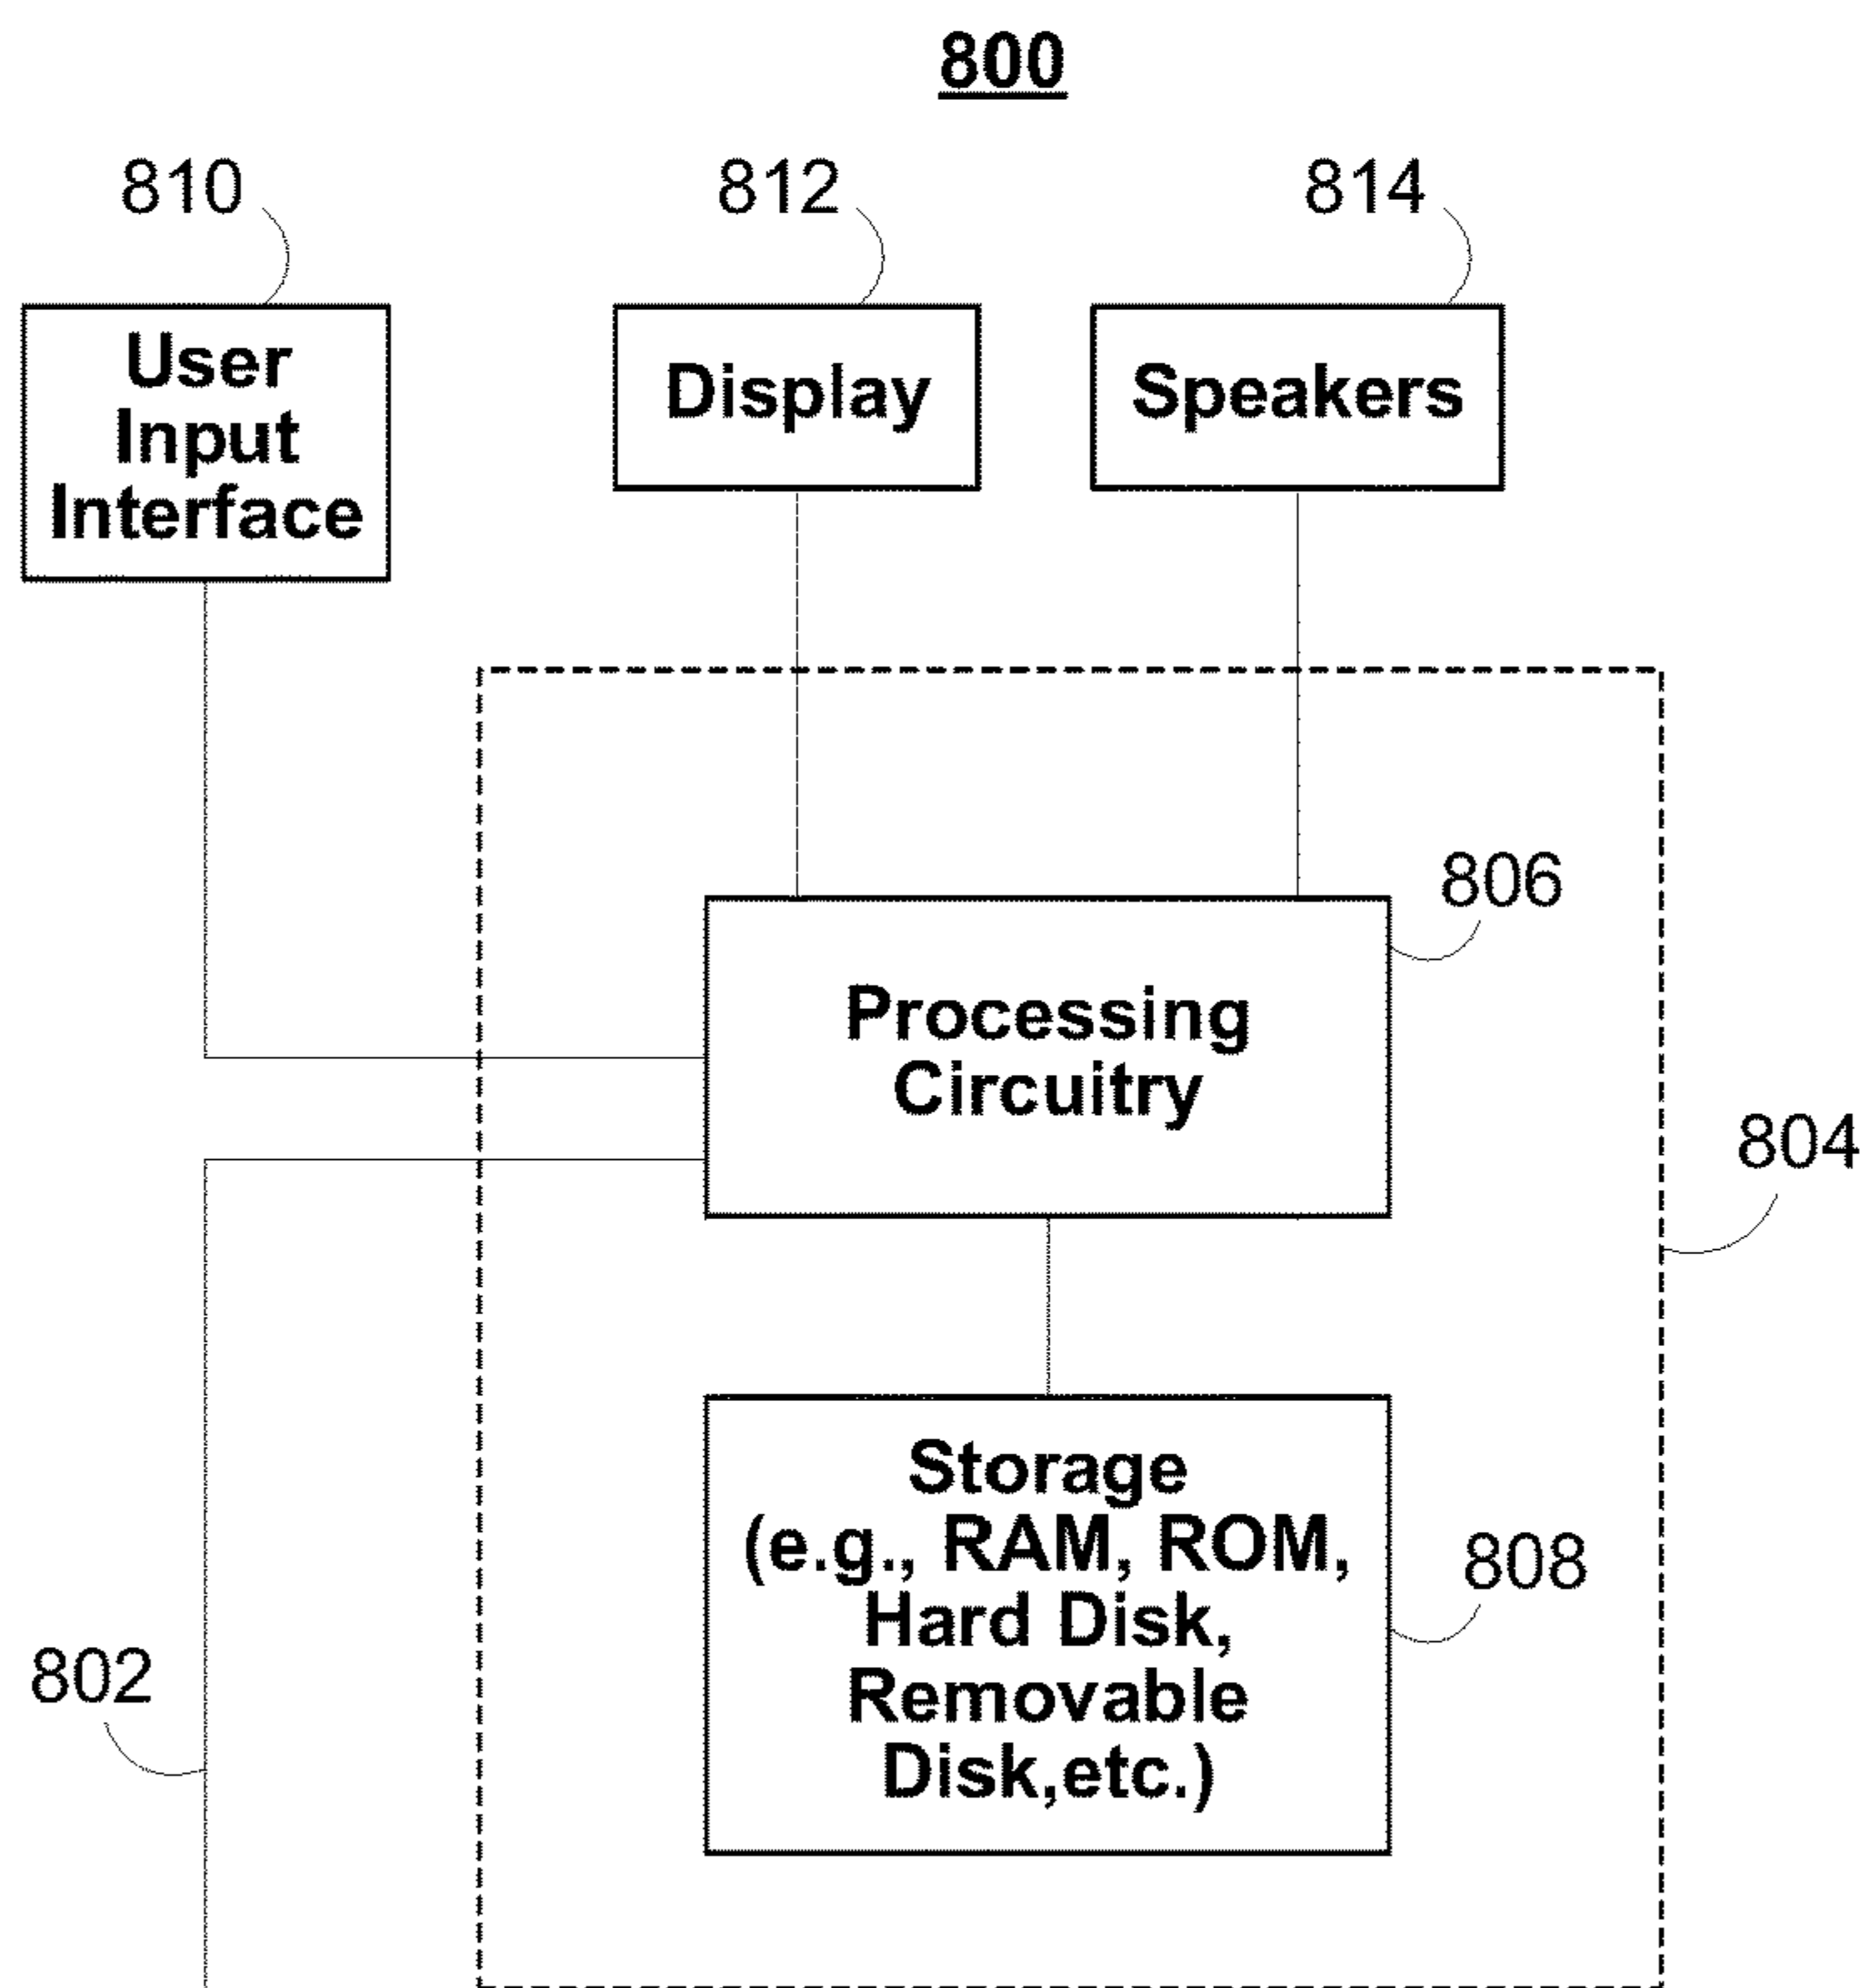 800
810
812
814
User
Input
Interface
Display
Speakers
806
Processing
Circuitry
804
Storage
(e.g., RAM, ROM,
Hard Disk,
Removable
Disk,etc.)
808
802